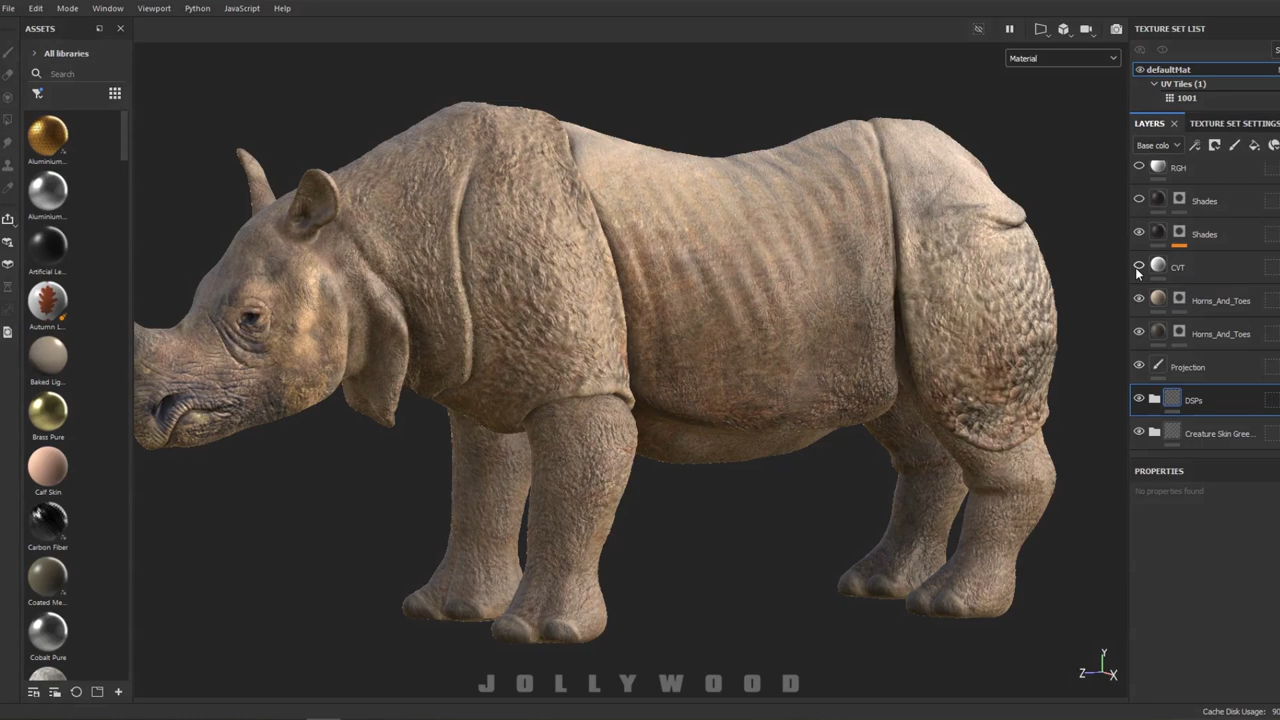 File Edit Mode Window Viewport Python JavaScript Help
ASSETS
All libraries
Search
Aluminium...
Aluminium...
Artificial Le...
Autumn L...
Baked Lig...
Brass Pure
Calf Skin
Carbon Fiber
Coated Me...
Cobalt Pure
Material
Y
Z X
JOLLYWOOD
TEXTURE SET LIST
S
defaultMat
UV Tiles (1)
1001
LAYERS TEXTURE SET SETTINGS
Base colo
RGH
Shades
Shades
CVT
Horns_And_Toes
Horns_And_Toes
Projection
DSPs
Creature Skin Gree...
PROPERTIES
No properties found
Cache Disk Usage: 90